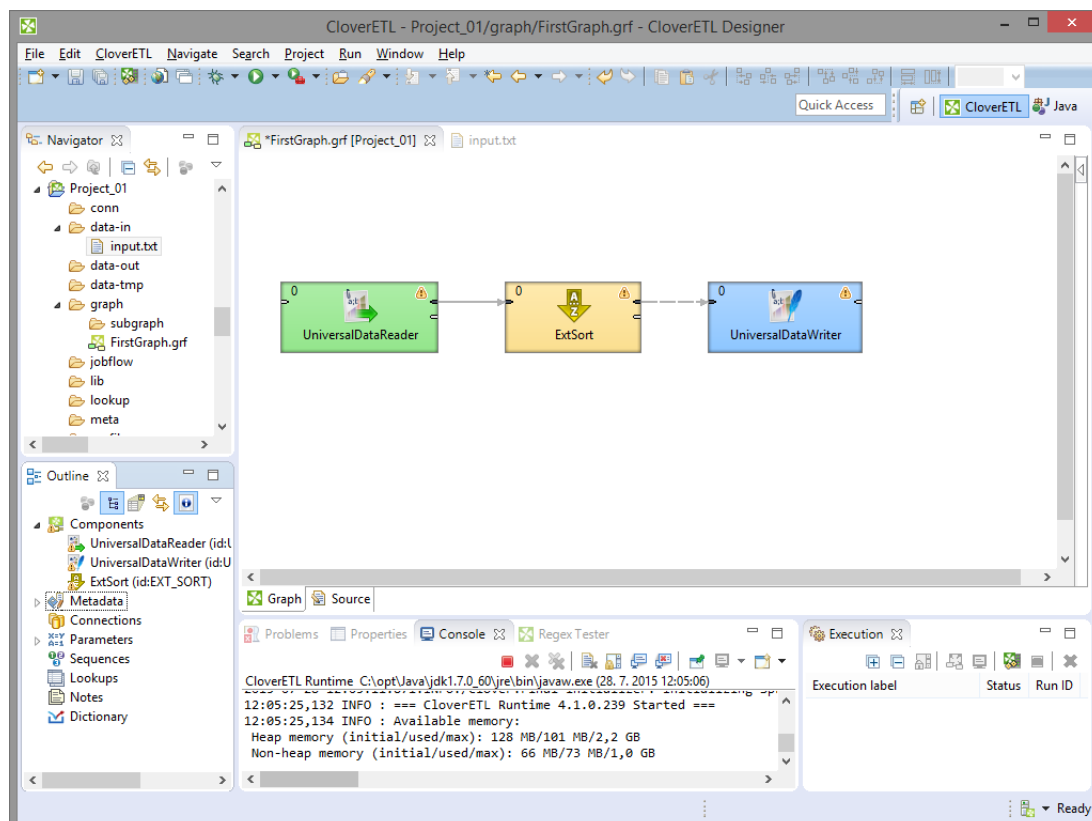 CloverETL - Project_01/graph/FirstGraph.grf - CloverETL Designer
File Edit CloverETL Navigate Search Project Run Window Help
Quick Access
CloverETL
Java
Navigator
Project_01
conn
data-in
input.txt
data-out
data-tmp
graph
subgraph
FirstGraph.grf
jobflow
lib
lookup
meta
*FirstGraph.grf [Project_01]
input.txt
0
UniversalDataReader
0
ExtSort
0
UniversalDataWriter
Graph
Source
Outline
Components
UniversalDataReader (id:U
UniversalDataWriter (id:U
ExtSort (id:EXT_SORT)
Metadata
Connections
Parameters
Sequences
Lookups
Notes
Dictionary
Problems Properties Console Regex Tester
CloverETL Runtime C:\opt\Java\jdk1.7.0_60\jre\bin\javaw.exe (28. 7. 2015 12:05:06)
12:05:25,132 INFO : === CloverETL Runtime 4.1.0.239 Started ===
12:05:25,134 INFO : Available memory:
Heap memory (initial/used/max): 128 MB/101 MB/2,2 GB
Non-heap memory (initial/used/max): 66 MB/73 MB/1,0 GB
Execution
Execution label Status Run ID
Ready